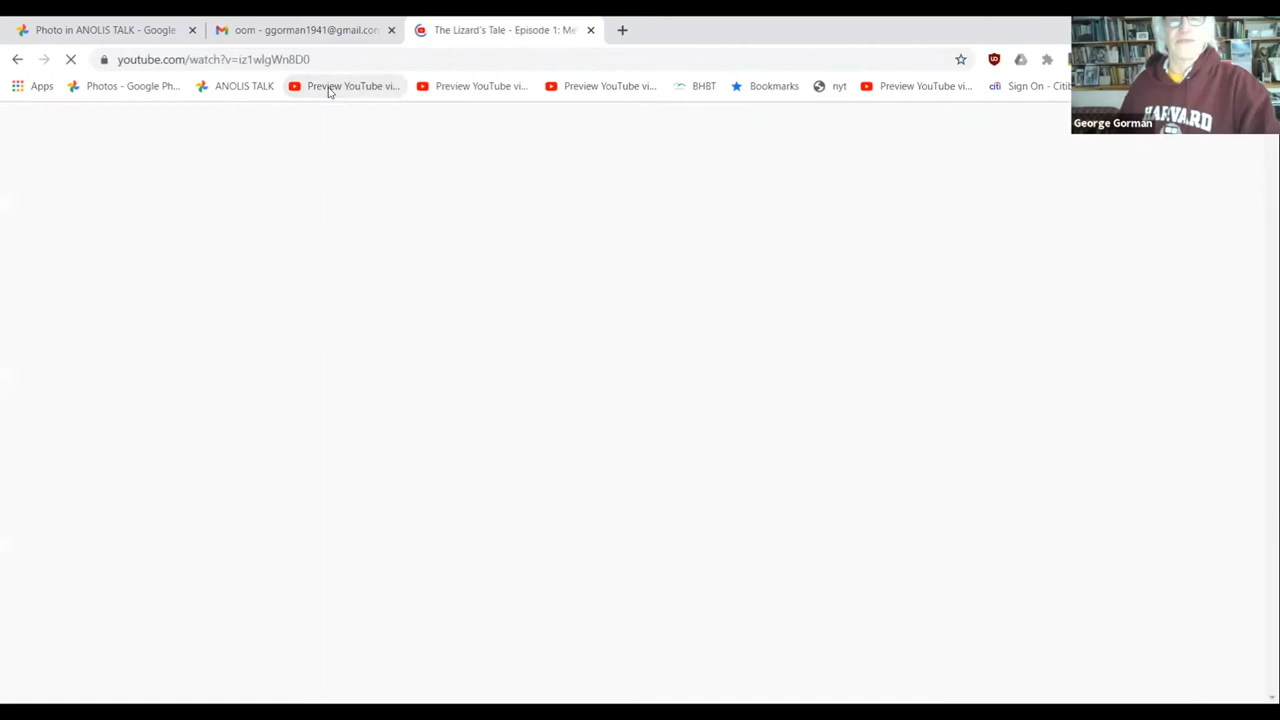 Photo in ANOLIS TALK - Google
oom - ggorman1941@gmail.com
The Lizard's Tale - Episode 1: Me
youtube.com/watch?v=iz1wlgWn8D0
Apps Photos - Google Ph... ANOLIS TALK Preview YouTube vi... Preview YouTube vi... Preview YouTube vi... BHBT Bookmarks nyt Preview YouTube vi... citi Sign On - Citib
HARVARD
George Gorman